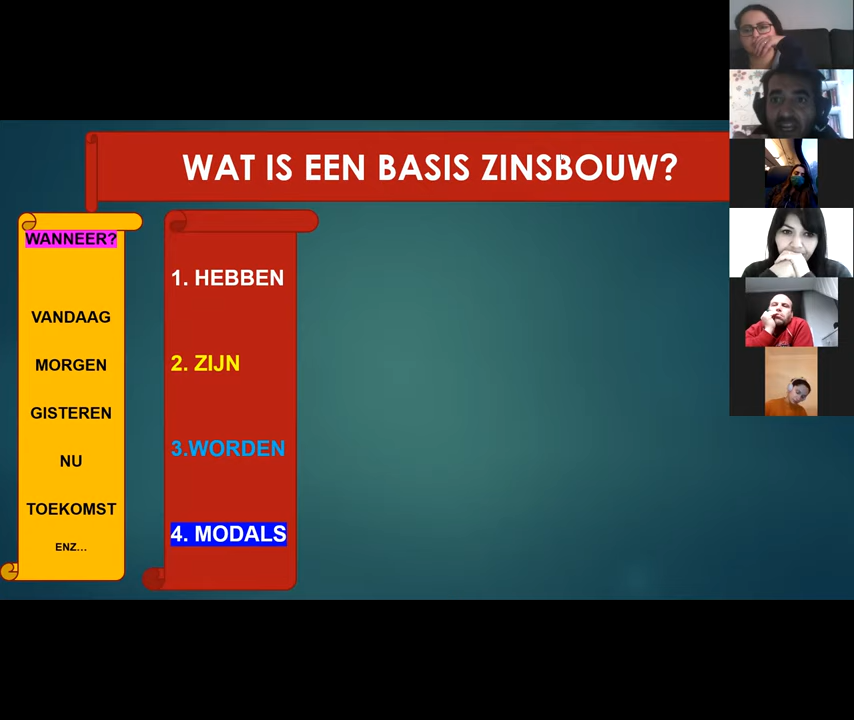 WAT IS EEN BASIS ZINSBOUW?
WANNEER?
VANDAAG
MORGEN
GISTEREN
NU
TOEKOMST
ENZ...
1. HEBBEN
2. ZIJN
3.WORDEN
4. MODALS